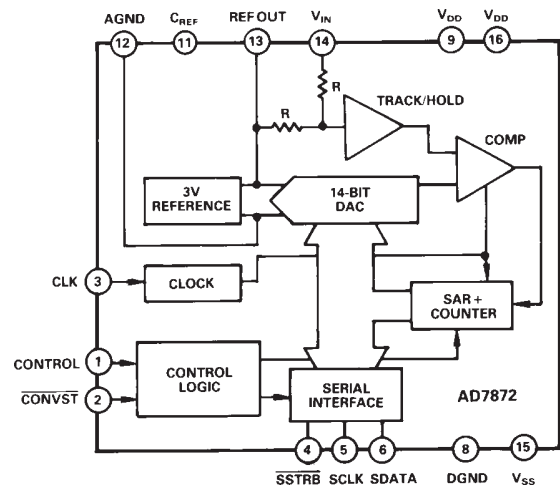 AGND C_REF REF OUT V_IN V_DD V_DD
12 11 13 14 9 16
R
R
TRACK/HOLD
COMP
3V
REFERENCE
14-BIT
DAC
CLK 3 CLOCK
SAR +
COUNTER
CONTROL 1
CONVST 2
CONTROL
LOGIC
SERIAL
INTERFACE
AD7872
4 5 6 8 15
SSTRB SCLK SDATA DGND V_SS